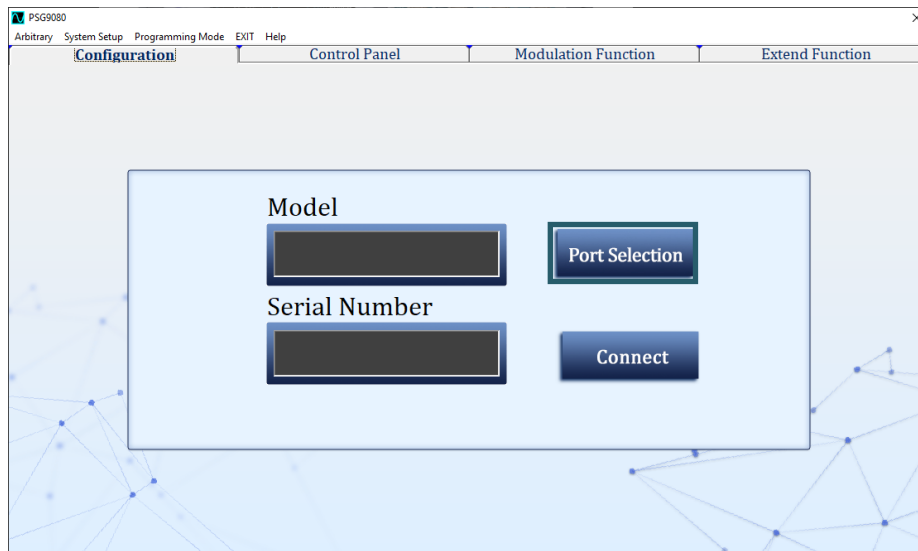 PSG9080
Arbitrary System Setup Programming Mode EXIT Help
Configuration Control Panel Modulation Function Extend Function
Model
Port Selection
Serial Number
Connect